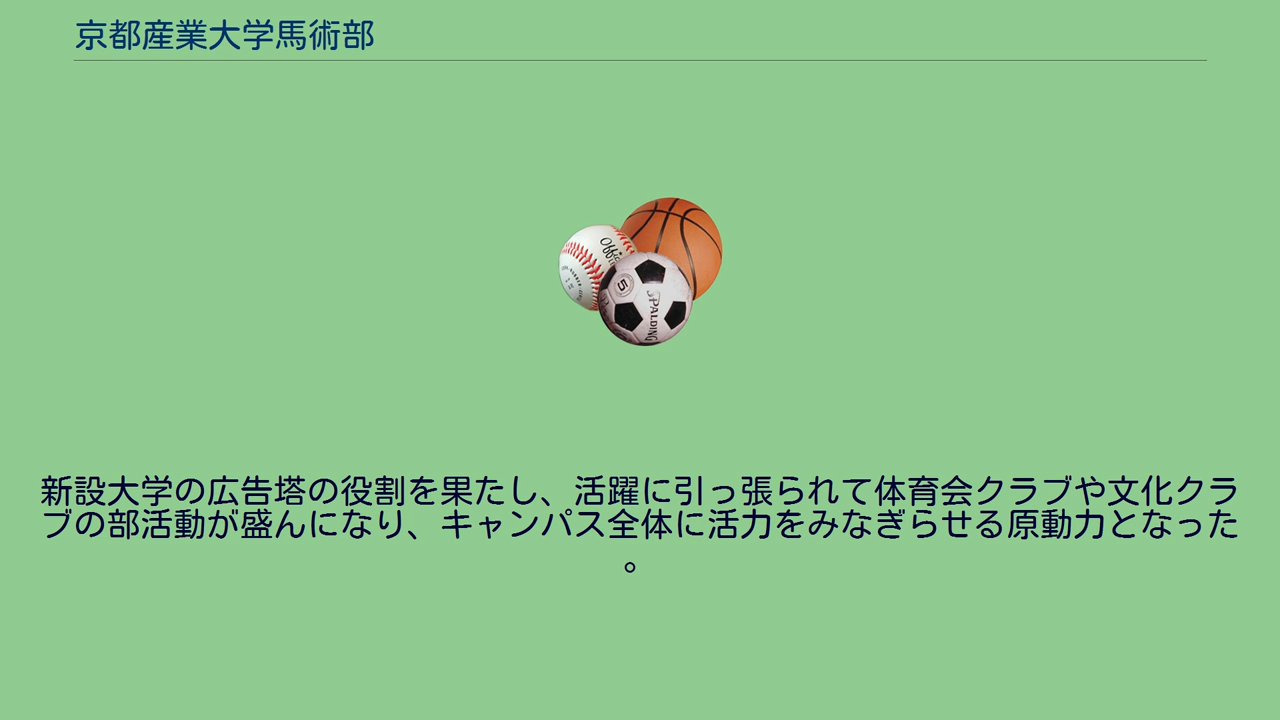 京都産業大学馬術部
Offic
5
SPALDING
新設大学の広告塔の役割を果たし、活躍に引っ張られて体育会クラブや文化クラ
ブの部活動が盛んになり、キャンパス全体に活力をみなぎらせる原動力となった
。